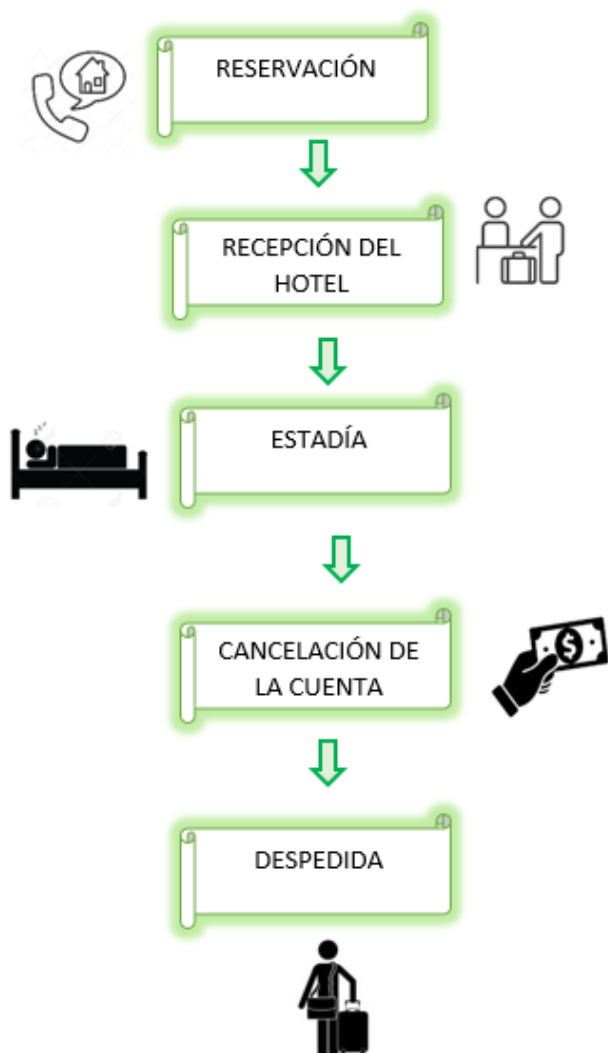 RESERVACIÓN
RECEPCIÓN DEL
HOTEL
ESTADÍA
CANCELACIÓN DE
LA CUENTA
$
DESPEDIDA